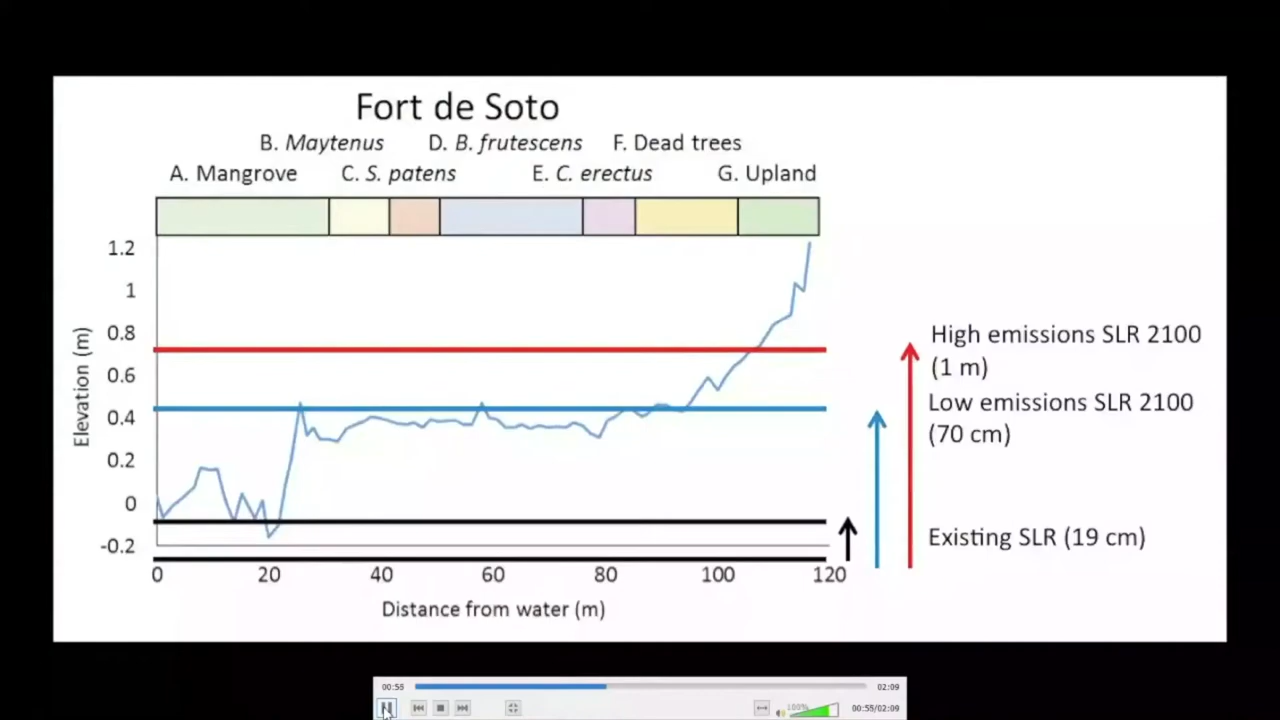 Fort de Soto
B. Maytenus D. B. frutescens F. Dead trees
A. Mangrove C. S. patens E. C. erectus G. Upland
1.2
1
0.8
0.6
0.4
0.2
0
-0.2
Elevation (m)
0 20 40 60 80 100 120
Distance from water (m)
High emissions SLR 2100
(1 m)
Low emissions SLR 2100
(70 cm)
Existing SLR (19 cm)
00:55 02:09
100% 00:55/02:09